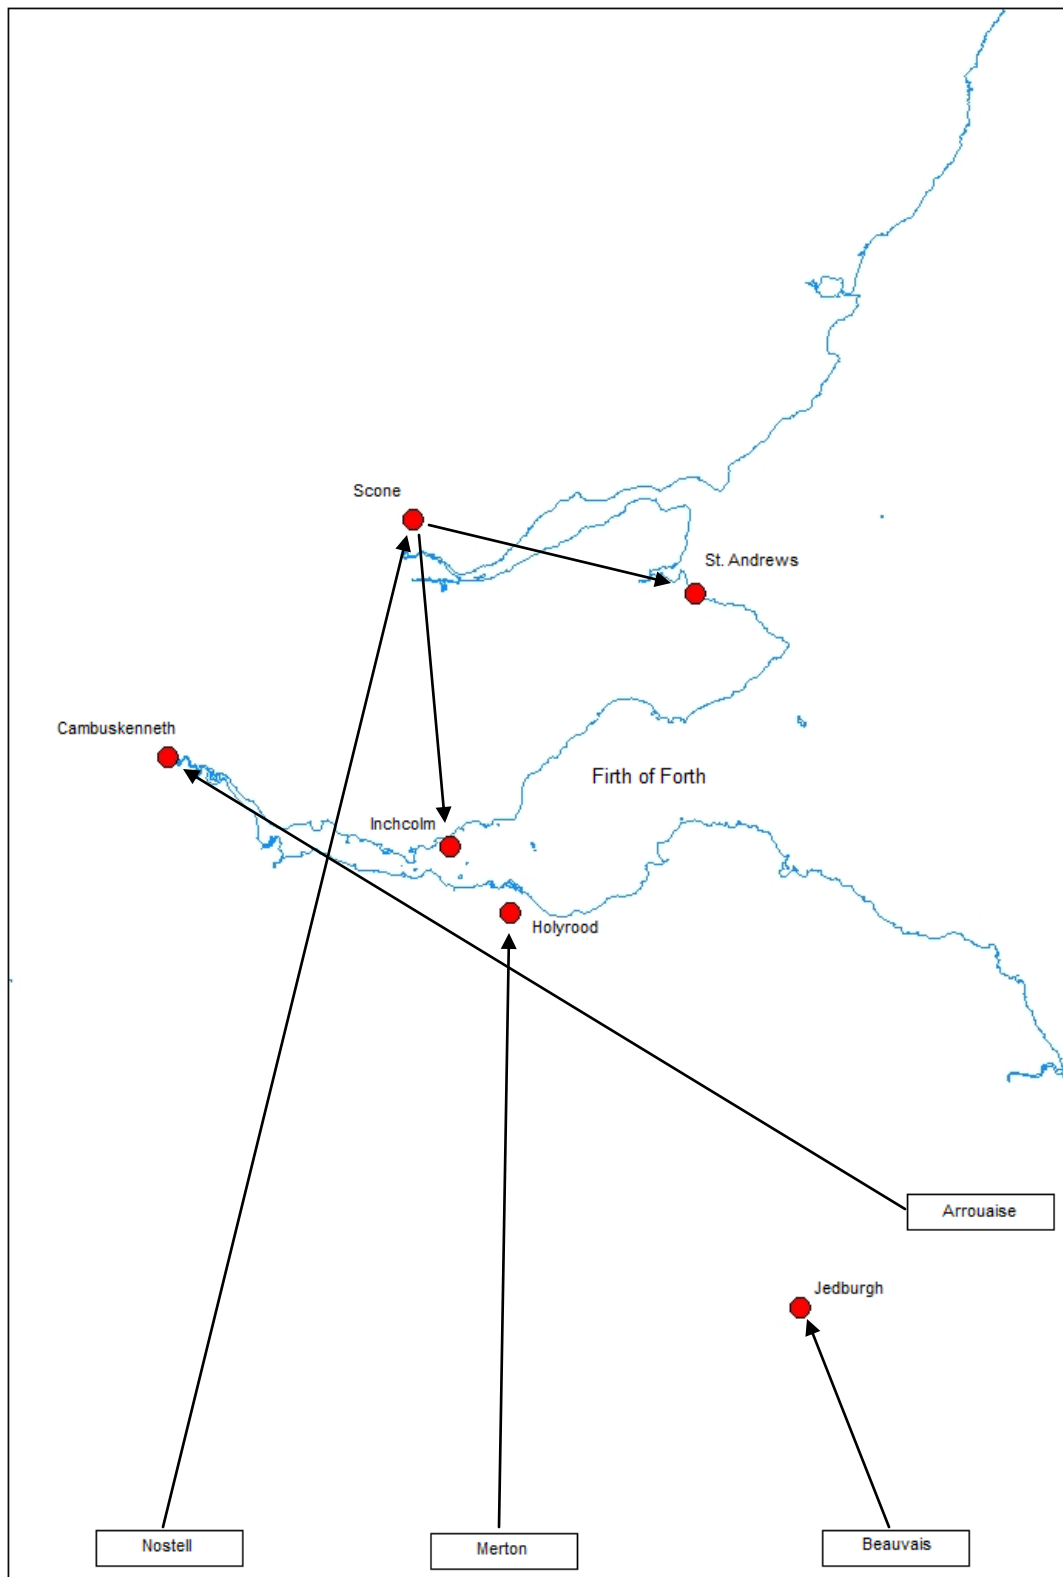 Scone
St. Andrews
Cambuskenneth
Firth of Forth
Inchcolm
Holyrood
Arrouaise
Jedburgh
Nostell
Merton
Beauvais